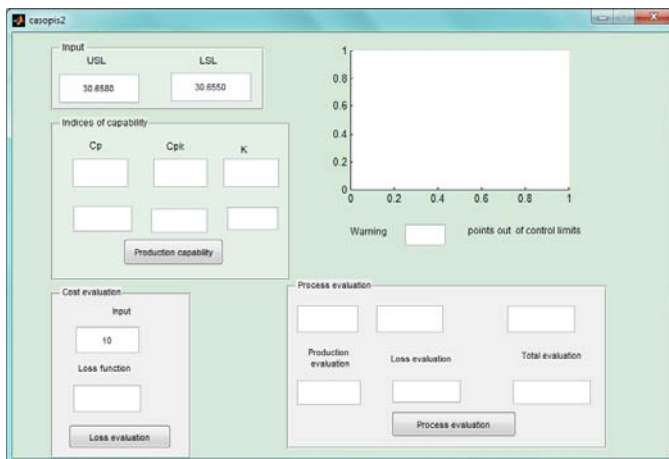 casopis2
Input
USL LSL
30.6580 30.6550
Indices of capability
Cp Cpk K
Production capability
1
0.8
0.6
0.4
0.2
0
0 0.2 0.4 0.6 0.8 1
Warning points out of control limits
Cost evaluation
Input
10
Loss function
Loss evaluation
Process evaluation
Production evaluation
Loss evaluation
Total evaluation
Process evaluation